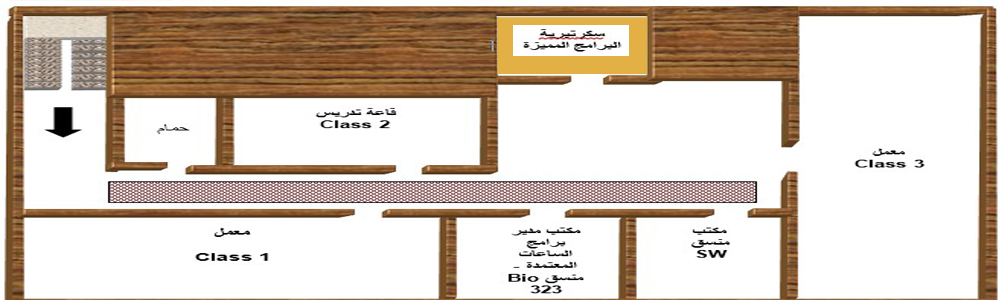 سكرتيرية
البرامج المميزة
قاعة تدريس
Class 2
حمام
معمل
Class 3
معمل
Class 1
مكتب مدير
برامج
الساعات
المعتمدة -
منسق Bio
323
مكتب
منسق
SW